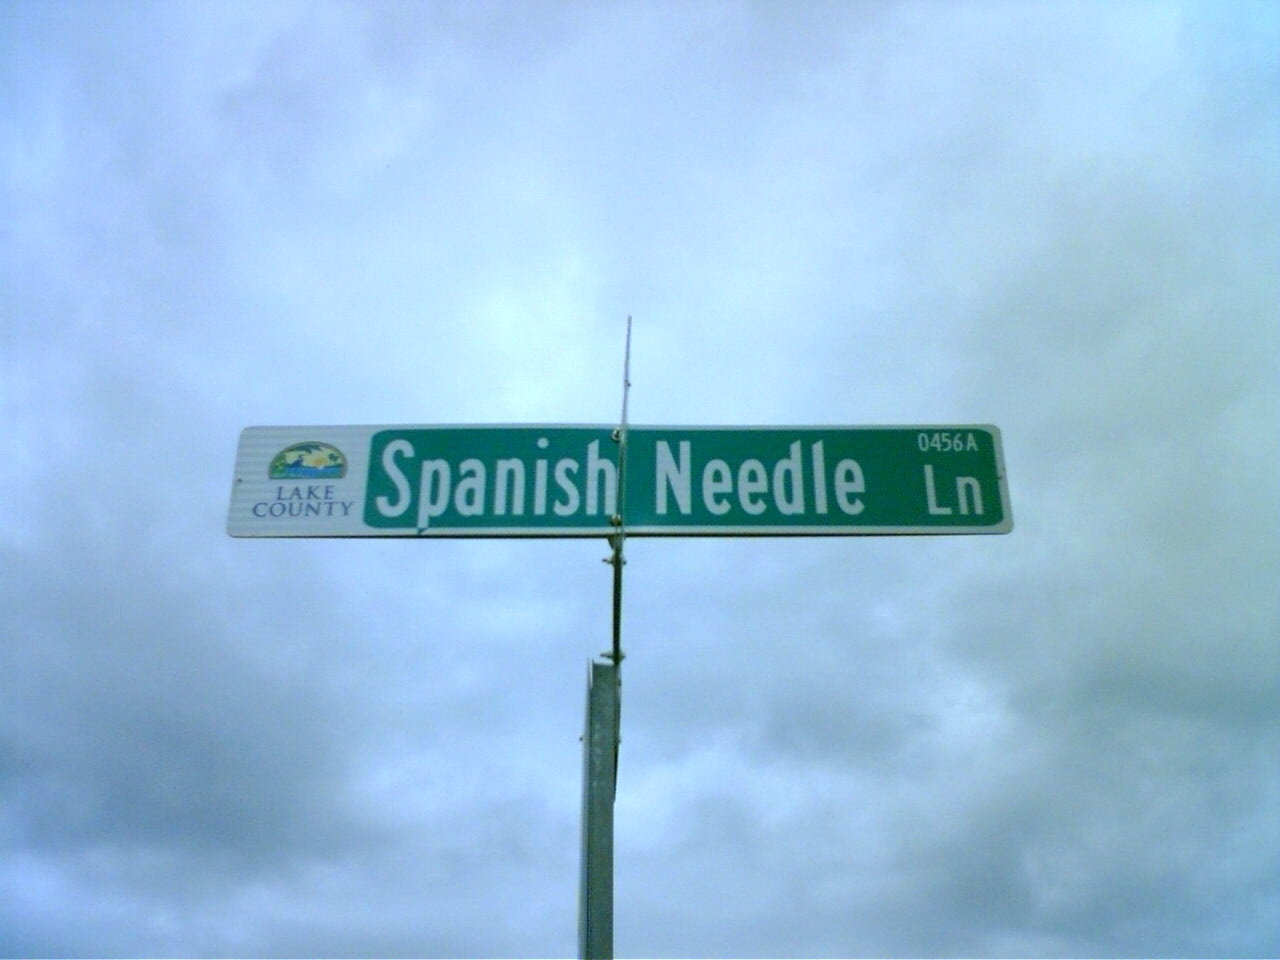 LAKE
COUNTY
Spanish Needle
0456A
Ln